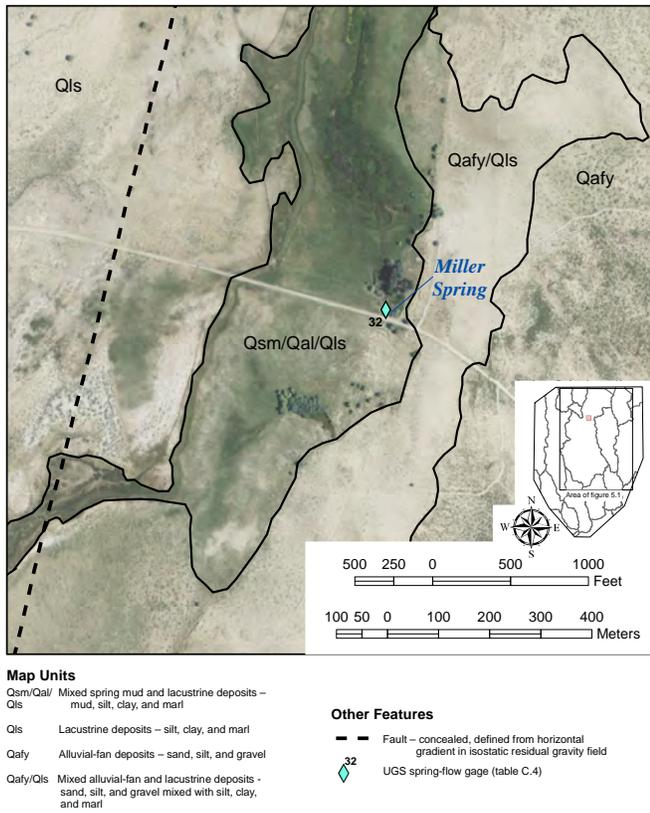 Qls
Qafy/Qls
Qafy
Miller
Spring
32
Qsm/Qal/Qls
Area of figure 5.1
N
W E
S
500 250 0 500 1000
Feet
100 50 0 100 200 300 400
Meters
Map Units
Qsm/Qal/ Mixed spring mud and lacustrine deposits –
Qls mud, silt, clay, and marl
Qls Lacustrine deposits – silt, clay, and marl
Qafy Alluvial-fan deposits – sand, silt, and gravel
Qafy/Qls Mixed alluvial-fan and lacustrine deposits -
sand, silt, and gravel mixed with silt, clay,
and marl
Other Features
Fault – concealed, defined from horizontal
gradient in isostatic residual gravity field
32
UGS spring-flow gage (table C.4)